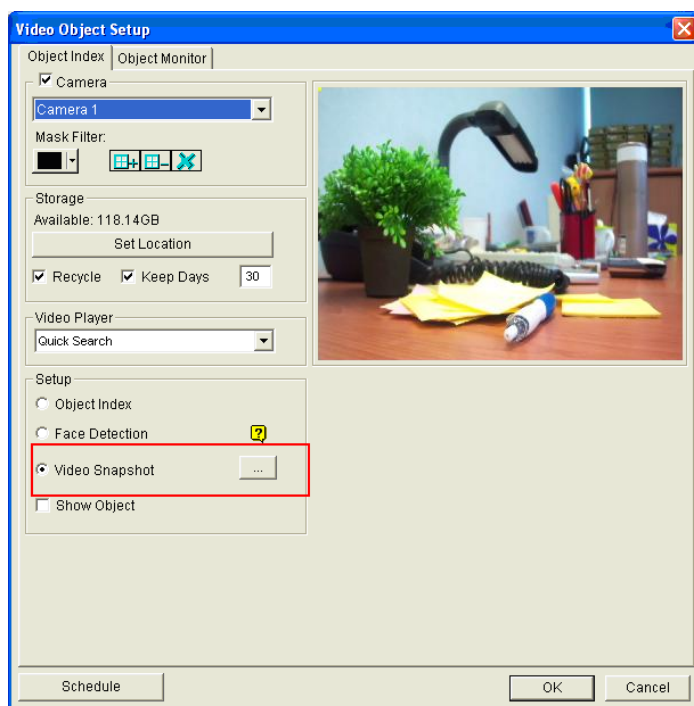 Video Object Setup
Object Index
Object Monitor
Camera
Camera 1
Mask Filter:
Storage
Available: 118.14GB
Set Location
Recycle
Keep Days
30
Video Player
Quick Search
Setup
Object Index
Face Detection
?
Video Snapshot
...
Show Object
Schedule
OK
Cancel